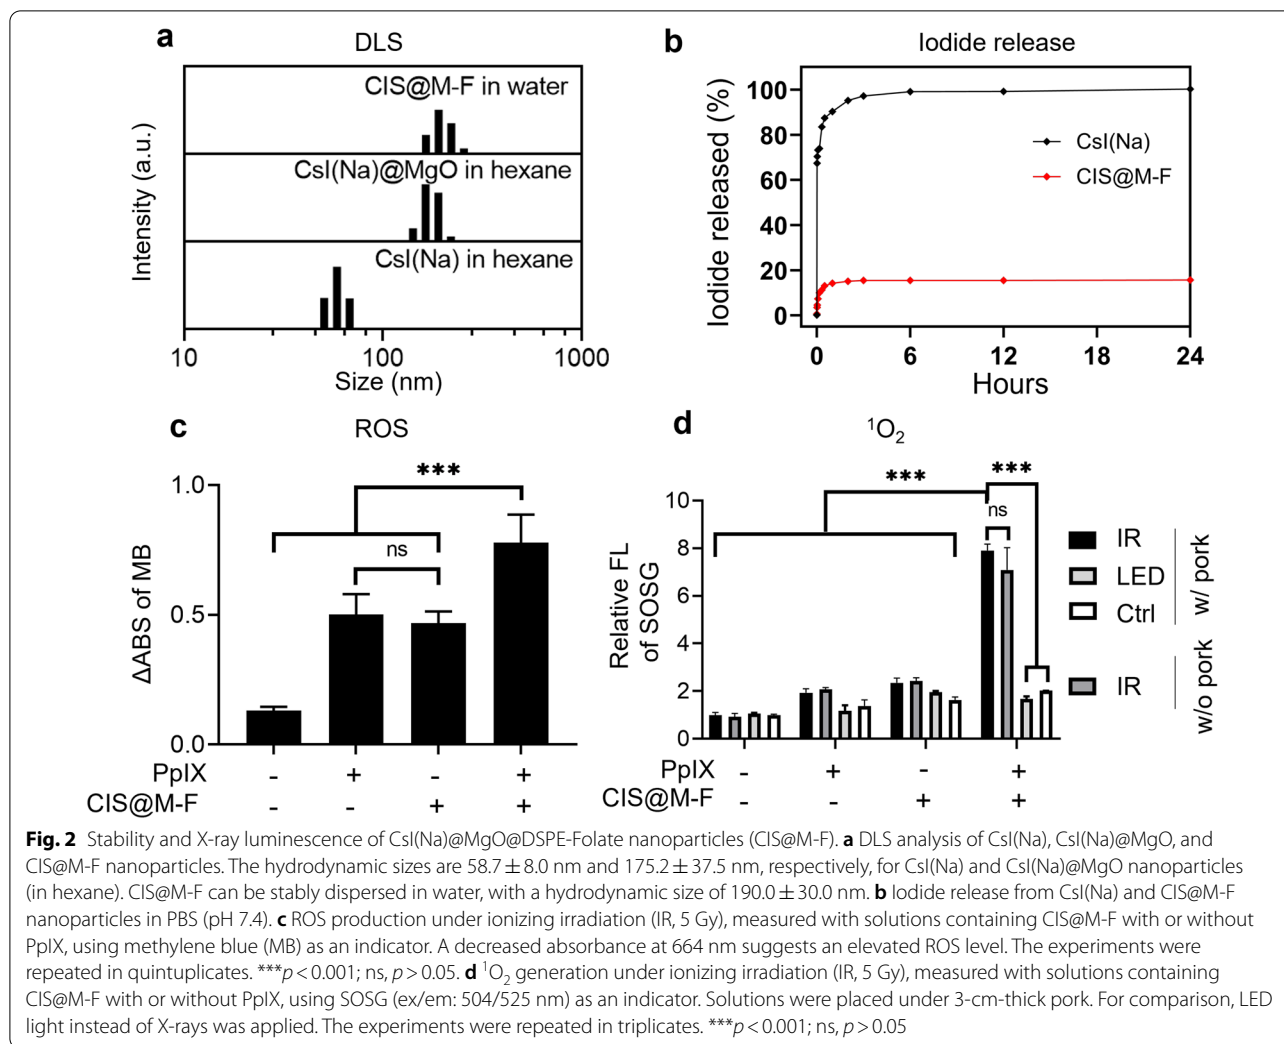 a
DLS
CIS@M-F in water
CsI(Na)@MgO in hexane
CsI(Na) in hexane
Intensity (a.u.)
10
100
1000
Size (nm)
b
Iodide release
Iodide released (%)
100
80
60
40
20
0
CsI(Na)
CIS@M-F
0
6
12
18
24
Hours
c
ROS
***
ns
ΔABS of MB
1.0
0.5
0.0
PpIX - + - +
CIS@M-F - - + +
d
¹O₂
***
***
ns
Relative FL
of SOSG
10
8
6
4
2
0
IR
LED
Ctrl
w/ pork
IR
w/o pork
PpIX - + - +
CIS@M-F - - + +
Fig. 2 Stability and X-ray luminescence of CsI(Na)@MgO@DSPE-Folate nanoparticles (CIS@M-F). a DLS analysis of CsI(Na), CsI(Na)@MgO, and
CIS@M-F nanoparticles. The hydrodynamic sizes are 58.7 ± 8.0 nm and 175.2 ± 37.5 nm, respectively, for CsI(Na) and CsI(Na)@MgO nanoparticles
(in hexane). CIS@M-F can be stably dispersed in water, with a hydrodynamic size of 190.0 ± 30.0 nm. b Iodide release from CsI(Na) and CIS@M-F
nanoparticles in PBS (pH 7.4). c ROS production under ionizing irradiation (IR, 5 Gy), measured with solutions containing CIS@M-F with or without
PpIX, using methylene blue (MB) as an indicator. A decreased absorbance at 664 nm suggests an elevated ROS level. The experiments were
repeated in quintuplicates. ***p < 0.001; ns, p > 0.05. d ¹O₂ generation under ionizing irradiation (IR, 5 Gy), measured with solutions containing
CIS@M-F with or without PpIX, using SOSG (ex/em: 504/525 nm) as an indicator. Solutions were placed under 3-cm-thick pork. For comparison, LED
light instead of X-rays was applied. The experiments were repeated in triplicates. ***p < 0.001; ns, p > 0.05